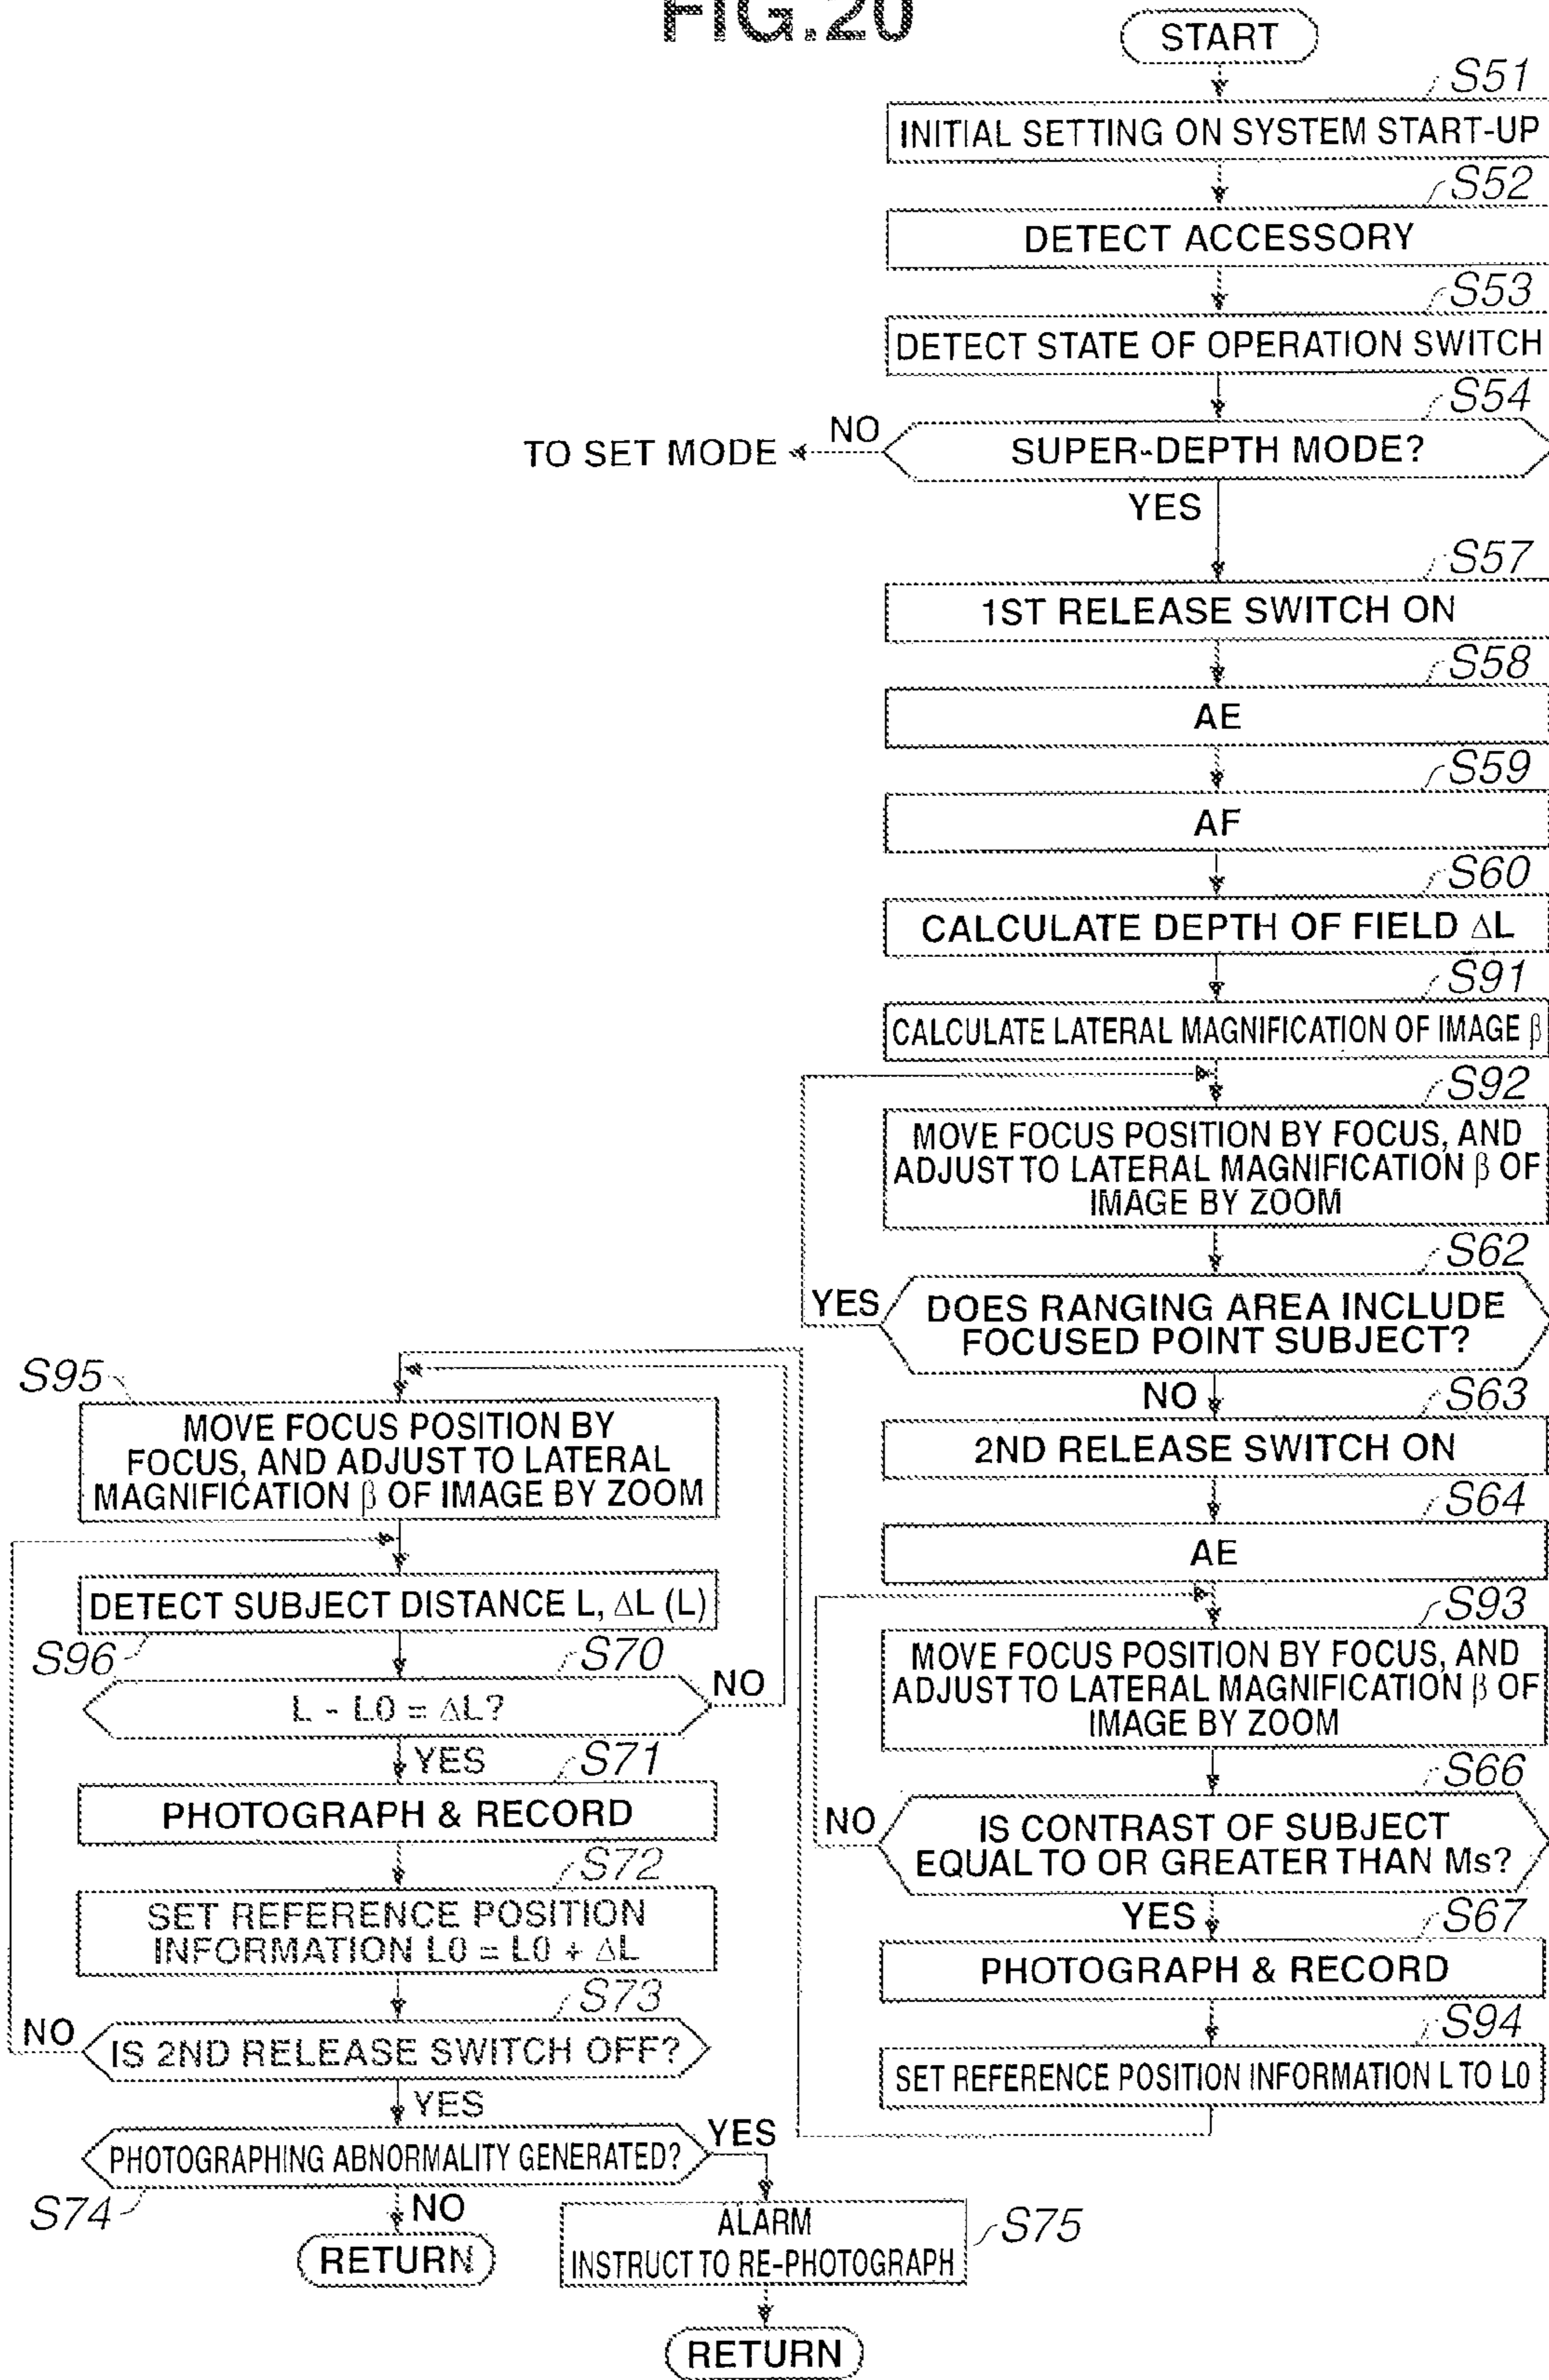 FIG.20
START
S51
INITIAL SETTING ON SYSTEM START-UP
S52
DETECT ACCESSORY
S53
DETECT STATE OF OPERATION SWITCH
S54
SUPER-DEPTH MODE?
NO
TO SET MODE
YES
S57
1ST RELEASE SWITCH ON
S58
AE
S59
AF
S60
CALCULATE DEPTH OF FIELD ΔL
S91
CALCULATE LATERAL MAGNIFICATION OF IMAGE β
S92
MOVE FOCUS POSITION BY FOCUS, AND
ADJUST TO LATERAL MAGNIFICATION β OF
IMAGE BY ZOOM
S62
YES
DOES RANGING AREA INCLUDE
FOCUSED POINT SUBJECT?
NO
S63
2ND RELEASE SWITCH ON
S64
AE
S93
MOVE FOCUS POSITION BY FOCUS, AND
ADJUST TO LATERAL MAGNIFICATION β OF
IMAGE BY ZOOM
S66
NO
IS CONTRAST OF SUBJECT
EQUAL TO OR GREATER THAN Ms?
YES
S67
PHOTOGRAPH & RECORD
S94
SET REFERENCE POSITION INFORMATION L TO L0
S95
MOVE FOCUS POSITION BY
FOCUS, AND ADJUST TO LATERAL
MAGNIFICATION β OF IMAGE BY ZOOM
DETECT SUBJECT DISTANCE L, ΔL (L)
S96
S70
L - L0 = ΔL?
NO
YES
S71
PHOTOGRAPH & RECORD
S72
SET REFERENCE POSITION
INFORMATION L0 = L0 + ΔL
S73
NO
IS 2ND RELEASE SWITCH OFF?
YES
PHOTOGRAPHING ABNORMALITY GENERATED?
YES
S74
NO
RETURN
ALARM
INSTRUCT TO RE-PHOTOGRAPH
S75
RETURN